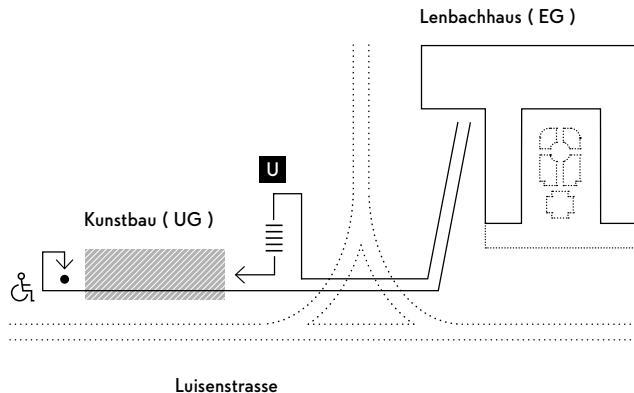 Lenbachhaus ( EG )
U
Kunstbau ( UG )
Luisenstrasse